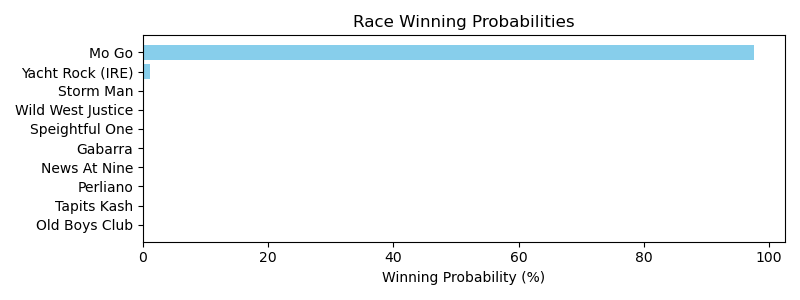 Race Winning Probabilities
Mo Go
Yacht Rock (IRE)
Storm Man
Wild West Justice
Speightful One
Gabarra
News At Nine
Perliano
Tapits Kash
Old Boys Club
0 20 40 60 80 100
Winning Probability (%)